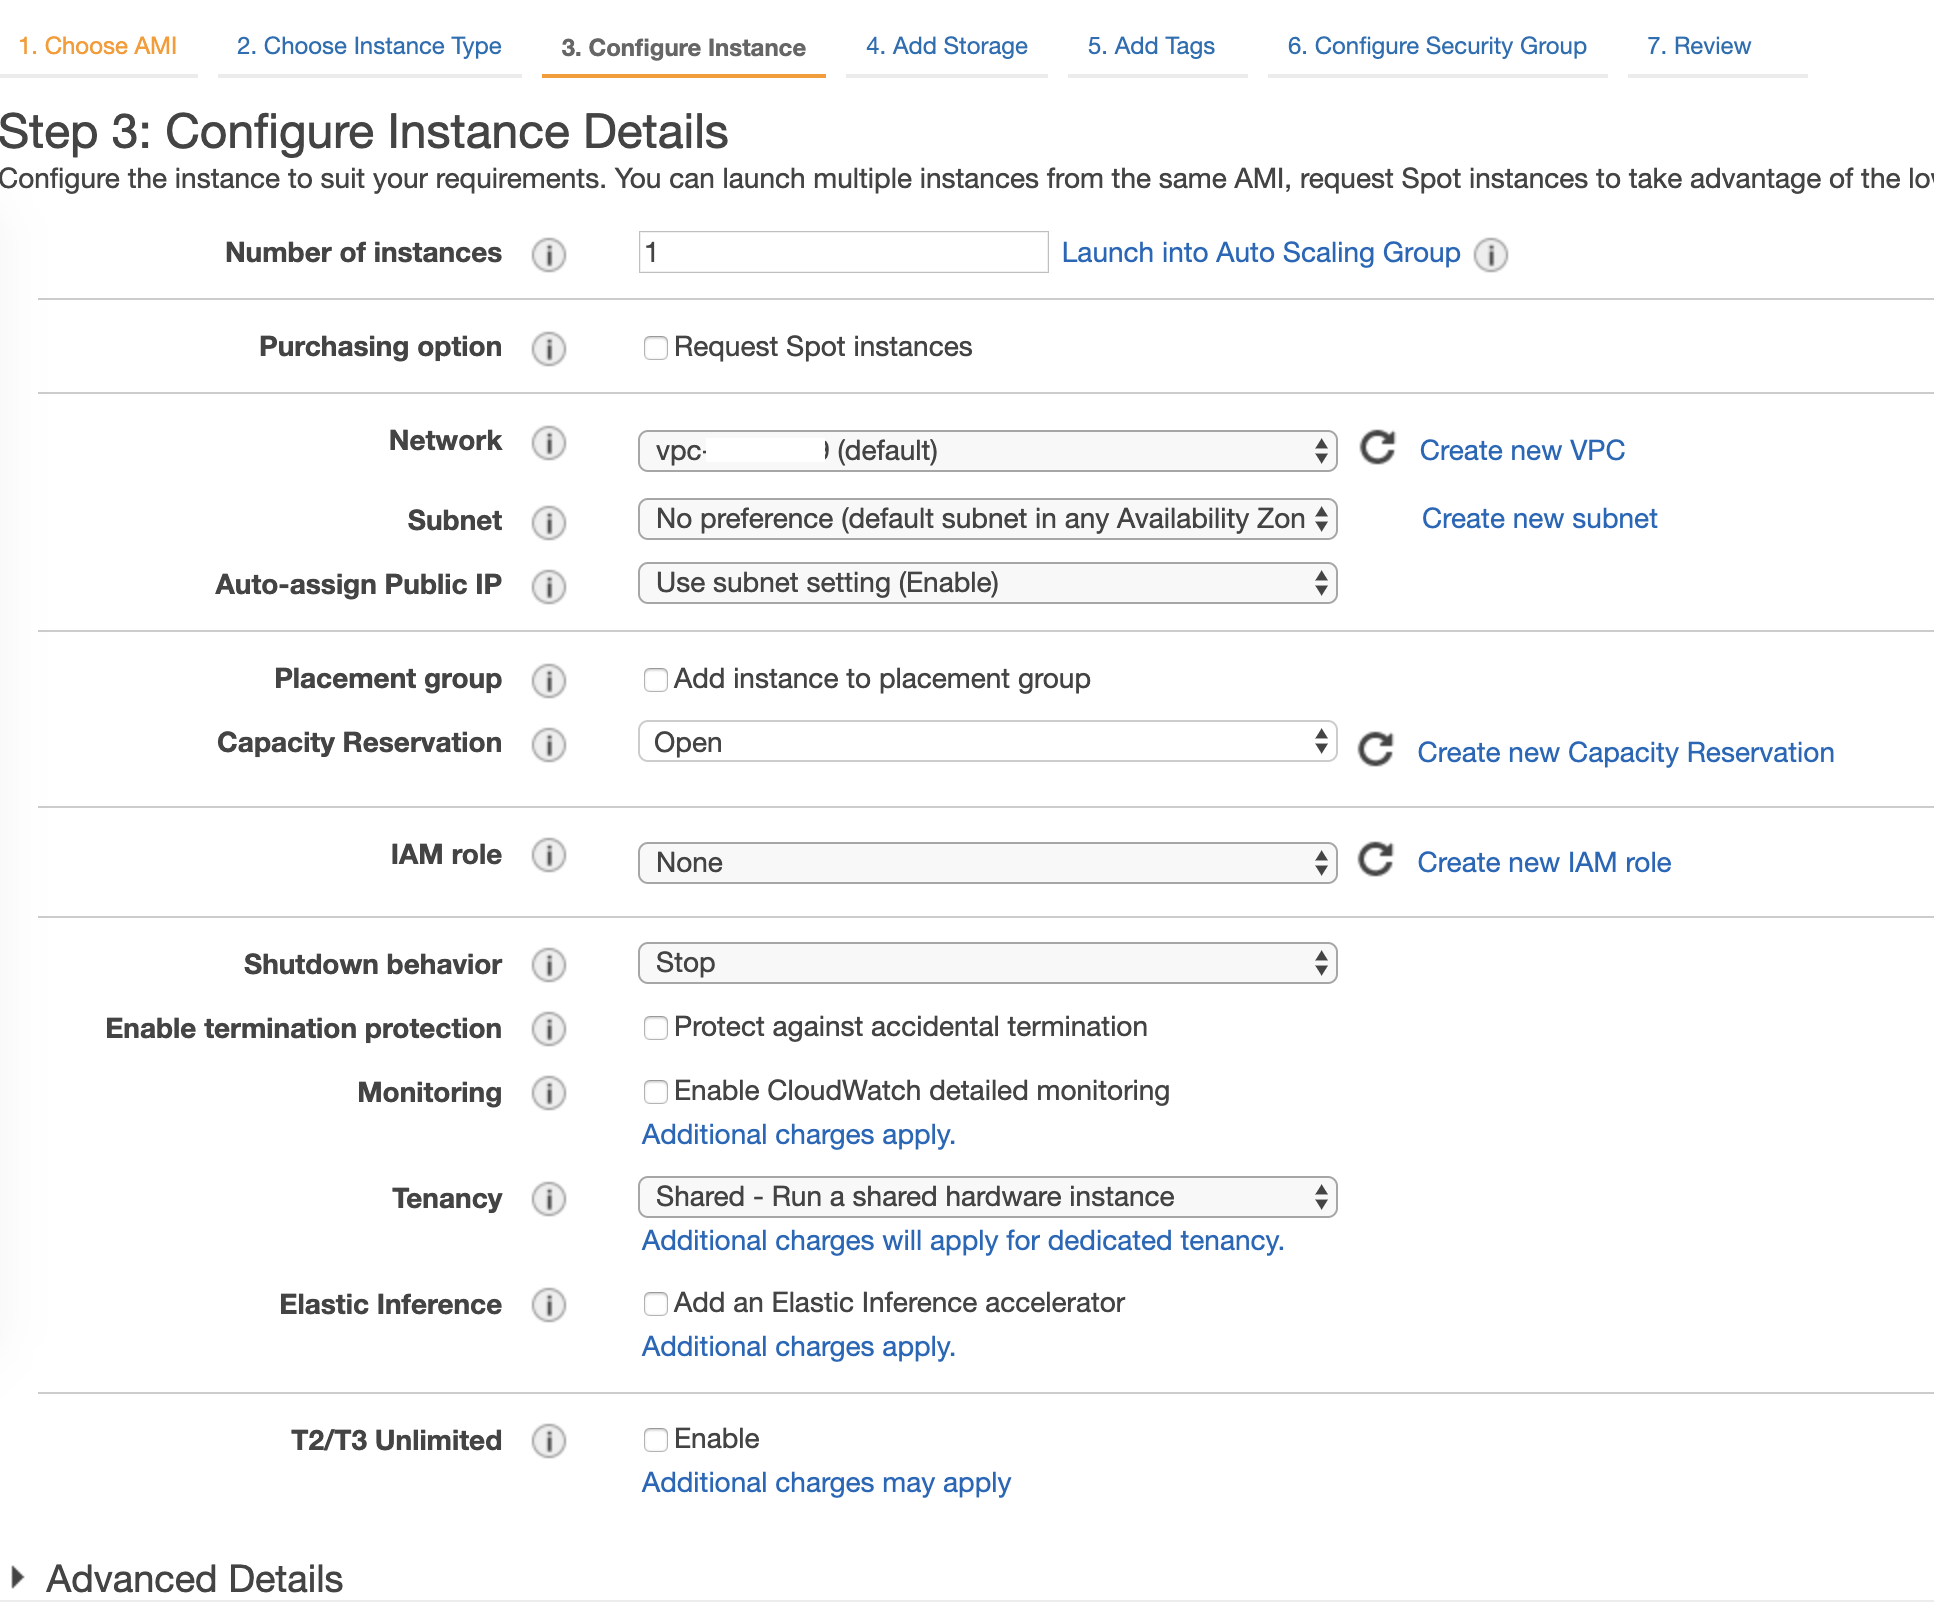 1. Choose AMI 2. Choose Instance Type 3. Configure Instance 4. Add Storage 5. Add Tags 6. Configure Security Group 7. Review
Step 3: Configure Instance Details
Configure the instance to suit your requirements. You can launch multiple instances from the same AMI, request Spot instances to take advantage of the
Number of instances 1 Launch into Auto Scaling Group
Purchasing option Request Spot instances
Network vpc- (default) Create new VPC
Subnet No preference (default subnet in any Availability Zon Create new subnet
Auto-assign Public IP Use subnet setting (Enable)
Placement group Add instance to placement group
Capacity Reservation Open Create new Capacity Reservation
IAM role None Create new IAM role
Shutdown behavior Stop
Enable termination protection Protect against accidental termination
Monitoring Enable CloudWatch detailed monitoring
Additional charges apply.
Tenancy Shared - Run a shared hardware instance
Additional charges will apply for dedicated tenancy.
Elastic Inference Add an Elastic Inference accelerator
Additional charges apply.
T2/T3 Unlimited Enable
Additional charges may apply
Advanced Details